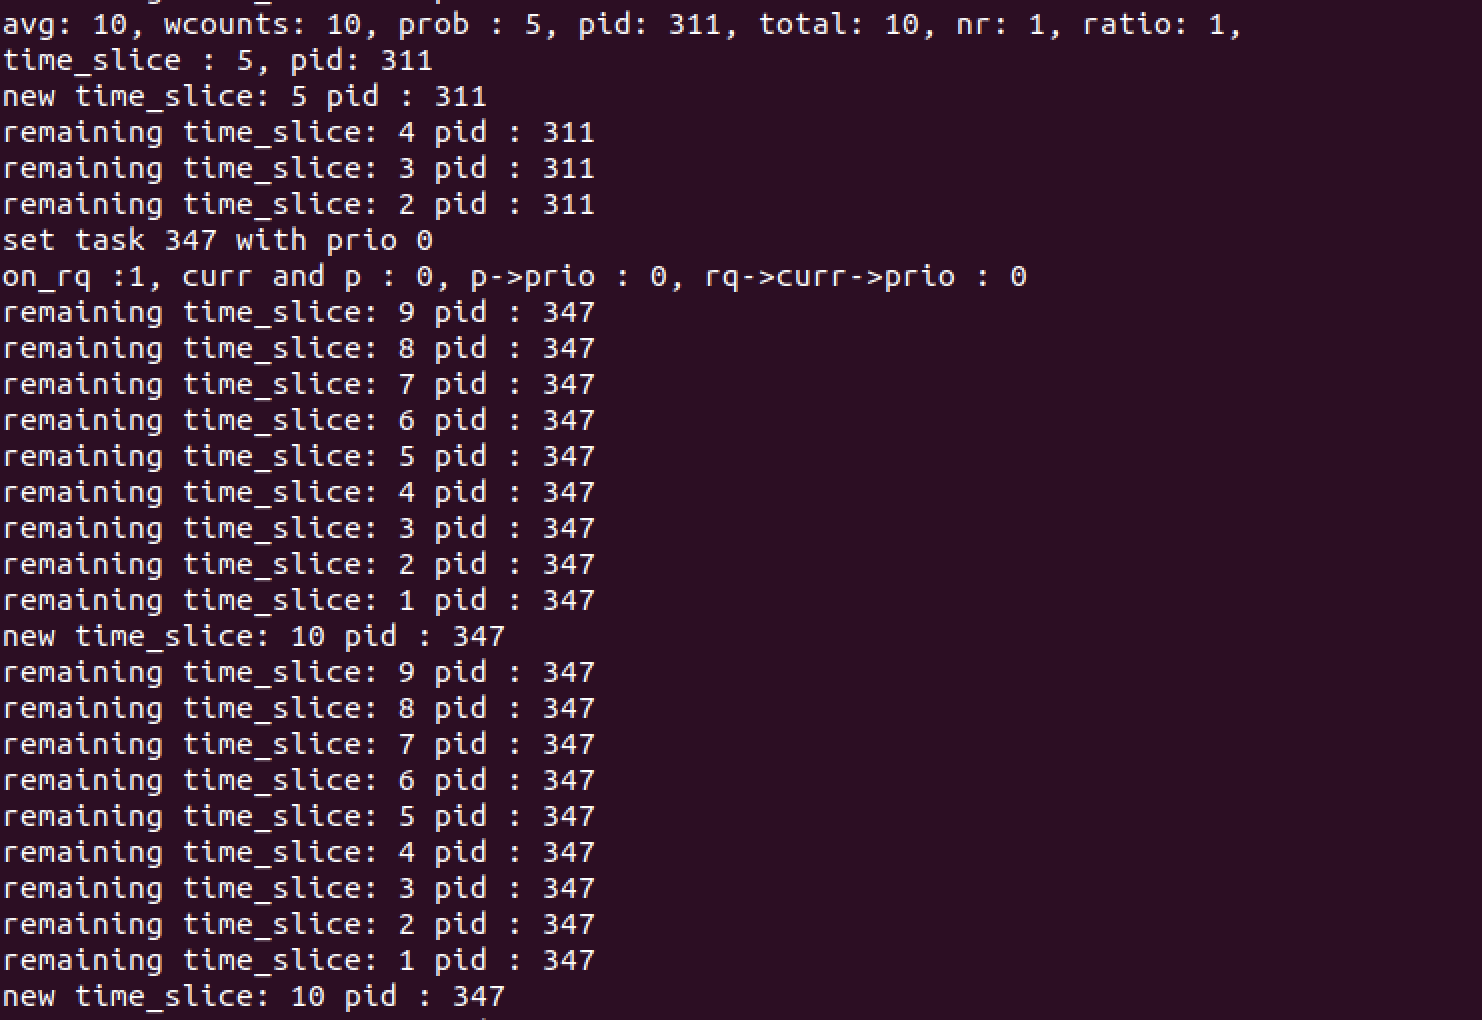 avg: 10, wcounts: 10, prob : 5, pid: 311, total: 10, nr: 1, ratio: 1,
time_slice : 5, pid: 311
new time_slice: 5 pid : 311
remaining time_slice: 4 pid : 311
remaining time_slice: 3 pid : 311
remaining time_slice: 2 pid : 311
set task 347 with prio 0
on_rq :1, curr and p : 0, p->prio : 0, rq->curr->prio : 0
remaining time_slice: 9 pid : 347
remaining time_slice: 8 pid : 347
remaining time_slice: 7 pid : 347
remaining time_slice: 6 pid : 347
remaining time_slice: 5 pid : 347
remaining time_slice: 4 pid : 347
remaining time_slice: 3 pid : 347
remaining time_slice: 2 pid : 347
remaining time_slice: 1 pid : 347
new time_slice: 10 pid : 347
remaining time_slice: 9 pid : 347
remaining time_slice: 8 pid : 347
remaining time_slice: 7 pid : 347
remaining time_slice: 6 pid : 347
remaining time_slice: 5 pid : 347
remaining time_slice: 4 pid : 347
remaining time_slice: 3 pid : 347
remaining time_slice: 2 pid : 347
remaining time_slice: 1 pid : 347
new time_slice: 10 pid : 347